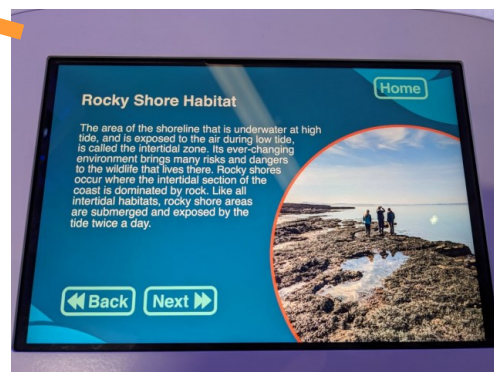 Home
Rocky Shore Habitat
The area of the shoreline that is underwater at high
tide, and is exposed to the air during low tide,
is called the intertidal zone. Its ever-changing
environment brings many risks and dangers
to the wildlife that lives there. Rocky shores
occur where the intertidal section of the
coast is dominated by rock. Like all
intertidal habitats, rocky shore areas
are submerged and exposed by the
tide twice a day.
Back
Next